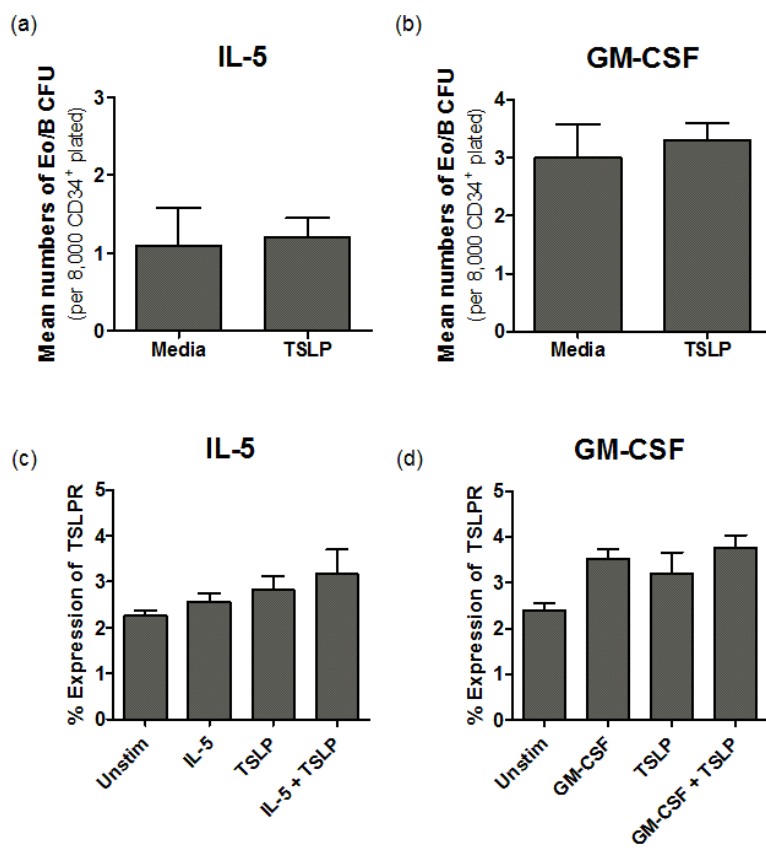 (a)
IL-5
Mean numbers of Eo/B CFU
(per 8,000 CD34+ plated)
3
2
1
0
Media TSLP
(b)
GM-CSF
Mean numbers of Eo/B CFU
(per 8,000 CD34+ plated)
4
3
2
1
0
Media TSLP
(c)
IL-5
% Expression of TSLPR
5
4
3
2
1
0
Unstim IL-5 TSLP IL-5 + TSLP
(d)
GM-CSF
% Expression of TSLPR
5
4
3
2
1
0
Unstim GM-CSF TSLP GM-CSF + TSLP